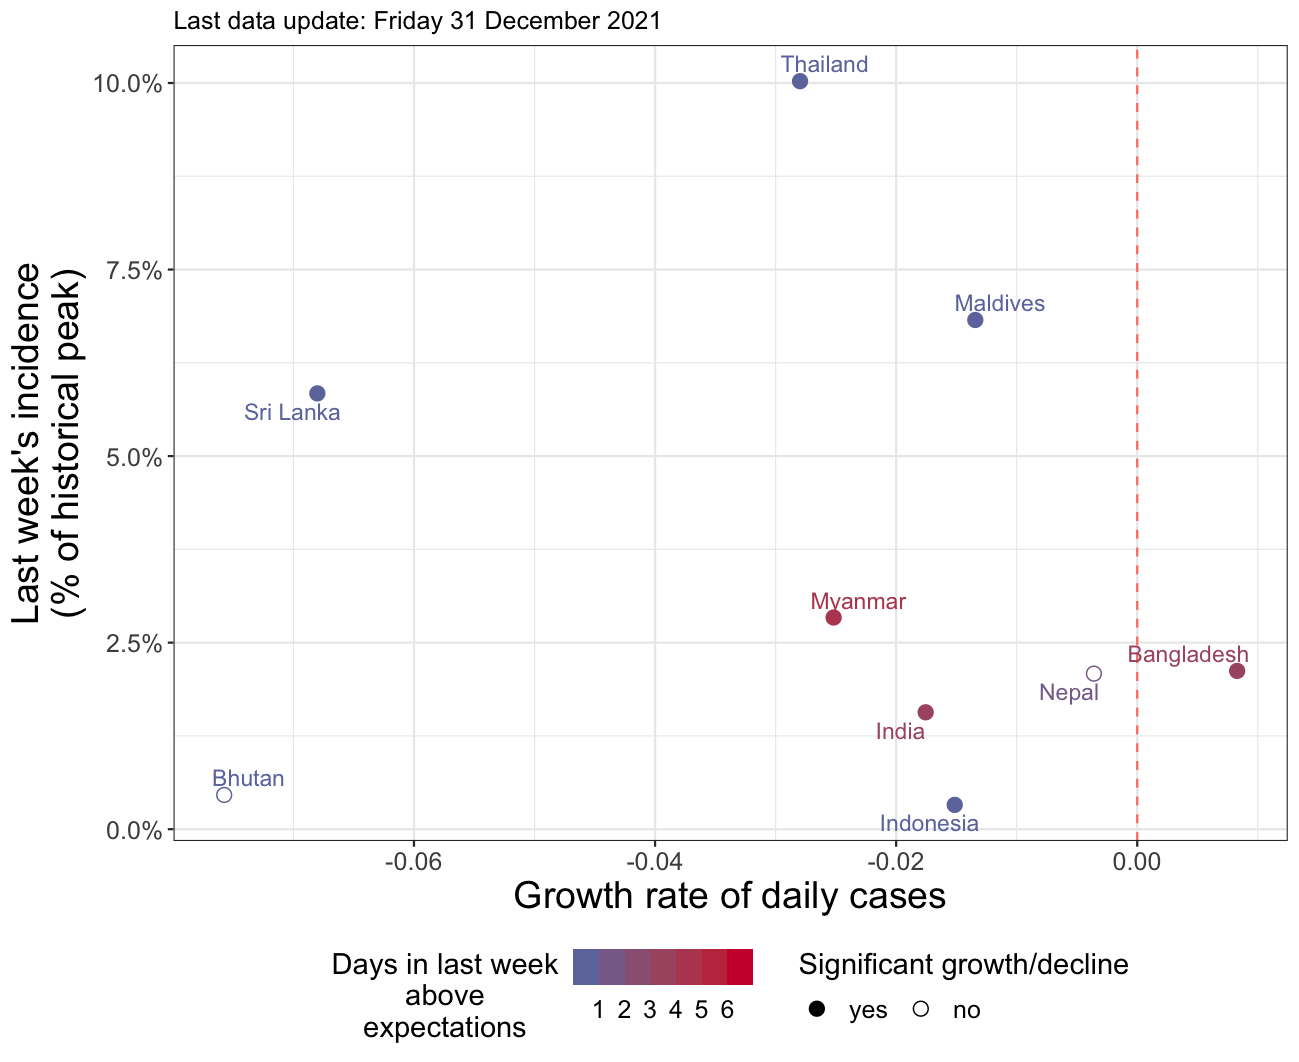 Last data update: Friday 31 December 2021
Thailand
10.0%
7.5%
Maldives
Sri Lanka
5.0%
Last week's incidence
(% of historical peak)
Myanmar
2.5%
Bangladesh
Nepal
India
Bhutan
Indonesia
0.0%
-0.06 -0.04 -0.02 0.00
Growth rate of daily cases
Days in last week
above
expectations
1 2 3 4 5 6
Significant growth/decline
yes no